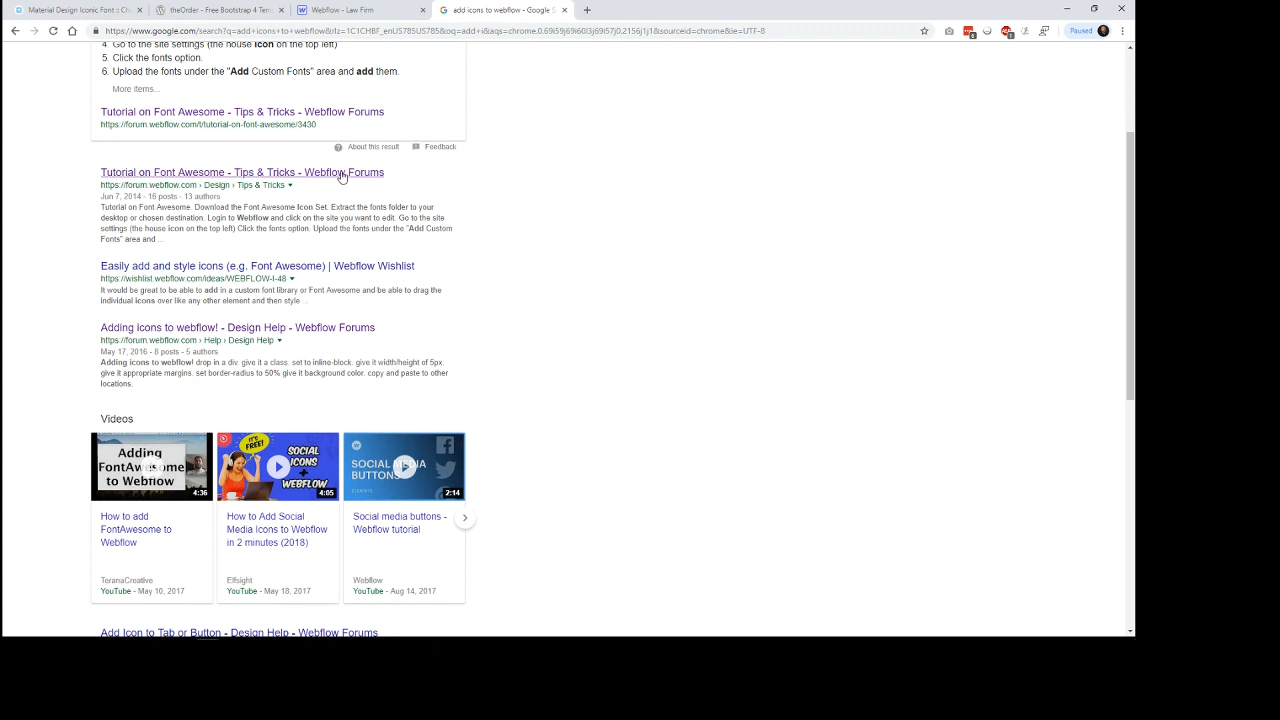 Material Design Iconic Font :: Ch
theOrder - Free Bootstrap 4 Tem
Webflow - Law Firm
add icons to webflow - Google S
https://www.google.com/search?q=add+icons+to+webflow&rlz=1C1CHBF_enUS785US785&oq=add+i&aqs=chrome.0.69i59j69i60l3j69i57j0.2156j1j1&sourceid=chrome&ie=UTF-8
Paused
4. Go to the site settings (the house icon on the top left)
5. Click the fonts option.
6. Upload the fonts under the "Add Custom Fonts" area and add them.
More items...
Tutorial on Font Awesome - Tips & Tricks - Webflow Forums
https://forum.webflow.com/t/tutorial-on-font-awesome/3430
About this result
Feedback
Tutorial on Font Awesome - Tips & Tricks - Webflow Forums
https://forum.webflow.com › Design › Tips & Tricks
Jun 7, 2014 - 16 posts - 13 authors
Tutorial on Font Awesome. Download the Font Awesome Icon Set. Extract the fonts folder to your
desktop or chosen destination. Login to Webflow and click on the site you want to edit. Go to the site
settings (the house icon on the top left) Click the fonts option. Upload the fonts under the "Add Custom
Fonts" area and ...
Easily add and style icons (e.g. Font Awesome) | Webflow Wishlist
https://wishlist.webflow.com/ideas/WEBFLOW-I-48
It would be great to be able to add in a custom font library or Font Awesome and be able to drag the
individual icons over like any other element and then style ...
Adding icons to webflow! - Design Help - Webflow Forums
https://forum.webflow.com › Help › Design Help
May 17, 2016 - 8 posts - 5 authors
Adding icons to webflow! drop in a div. give it a class. set to inline-block. give it width/height of 5px.
give it appropriate margins. set border-radius to 50% give it background color. copy and paste to other
locations.
Videos
Adding
FontAwesome
to Webflow
4:36
IT'S
FREE!
SOCIAL
ICONS
+
WEBFLOW
4:05
SOCIAL MEDIA
BUTTONS
ELEMENTS
2:14
How to add
FontAwesome to
Webflow
How to Add Social
Media Icons to Webflow
in 2 minutes (2018)
Social media buttons -
Webflow tutorial
TeranaCreative
YouTube - May 10, 2017
Elfsight
YouTube - May 18, 2017
Webflow
YouTube - Aug 14, 2017
Add Icon to Tab or Button - Design Help - Webflow Forums